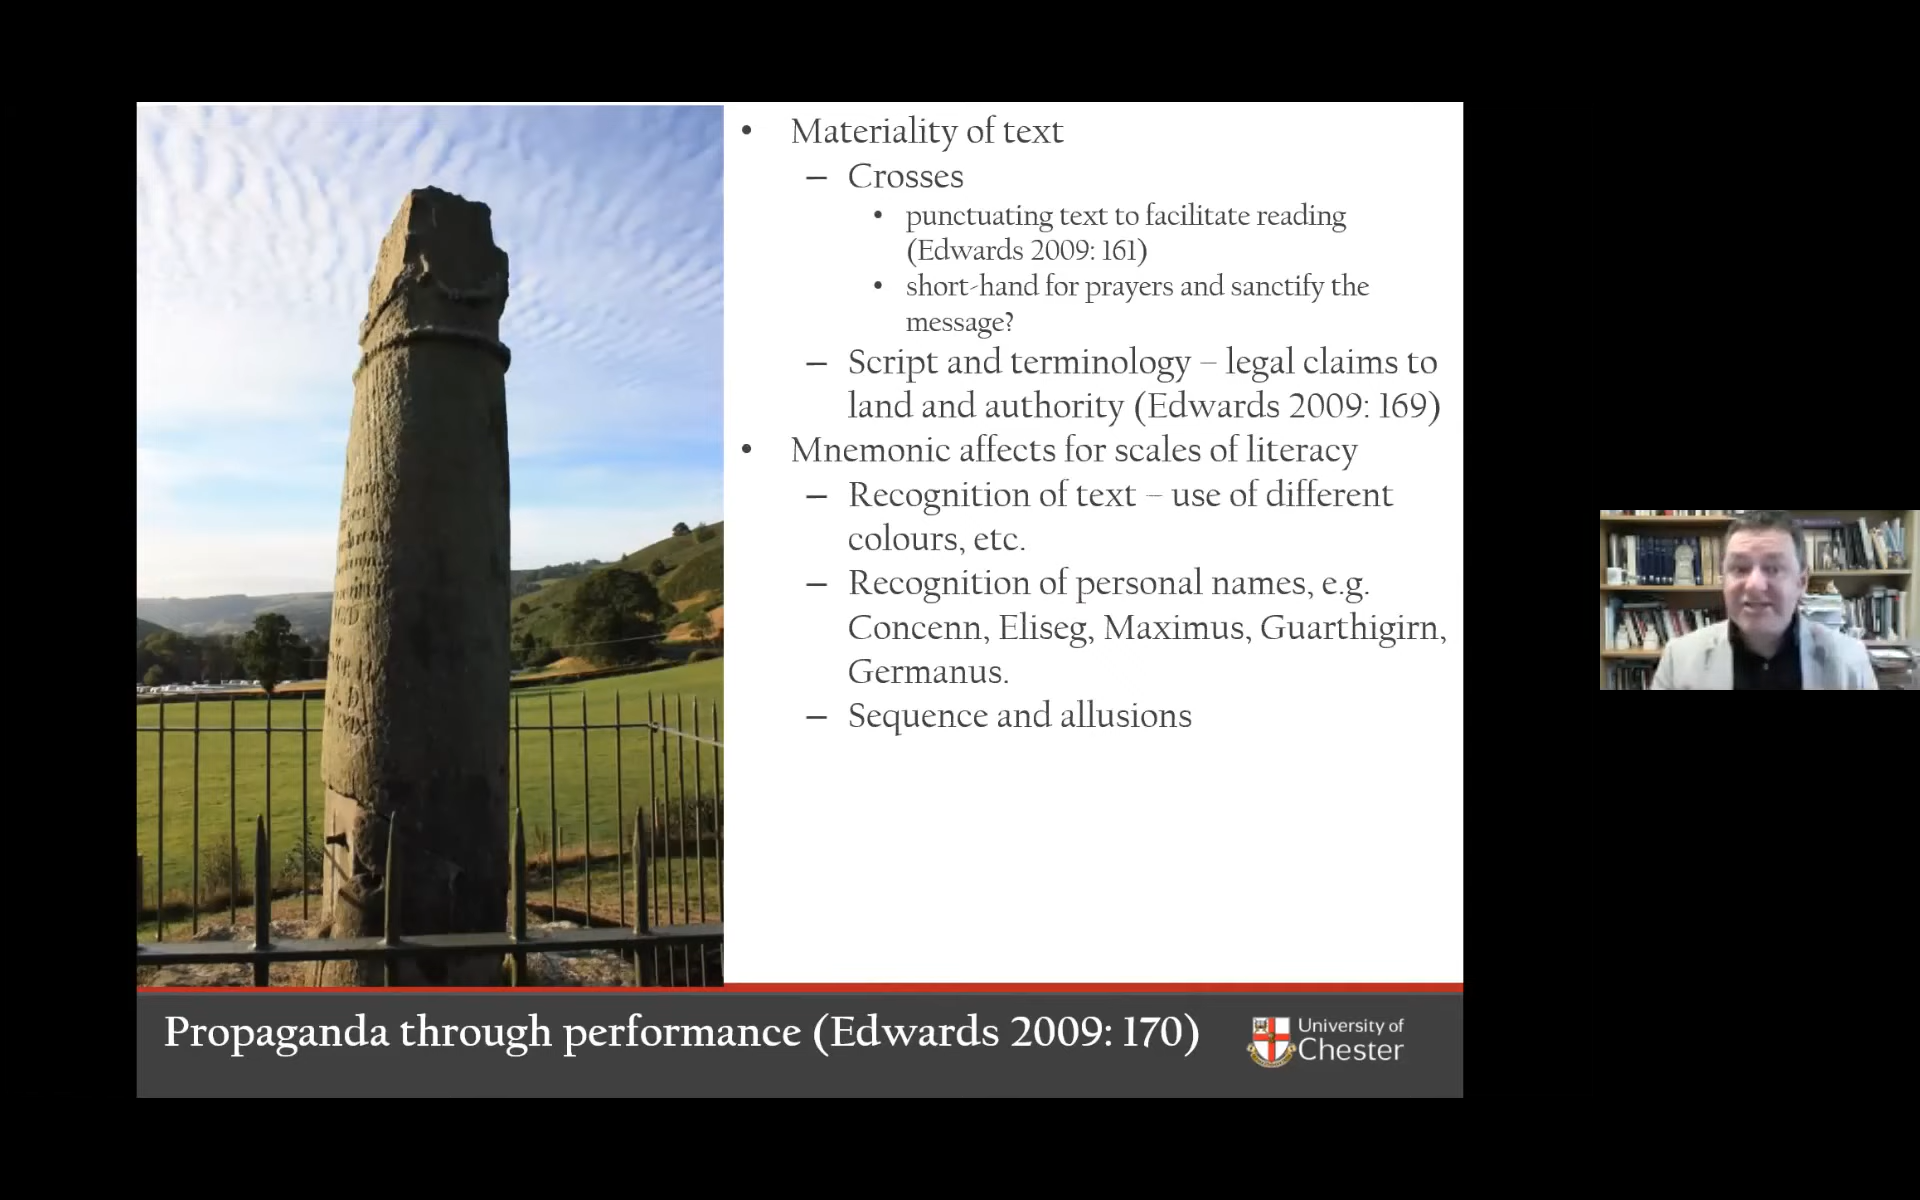 • Materiality of text
– Crosses
• punctuating text to facilitate reading
(Edwards 2009: 161)
• short-hand for prayers and sanctify the
message?
– Script and terminology – legal claims to
land and authority (Edwards 2009: 169)
• Mnemonic affects for scales of literacy
– Recognition of text – use of different
colours, etc.
– Recognition of personal names, e.g.
Concenn, Eliseg, Maximus, Guarthigirn,
Germanus.
– Sequence and allusions
Propaganda through performance (Edwards 2009: 170)
University of
Chester